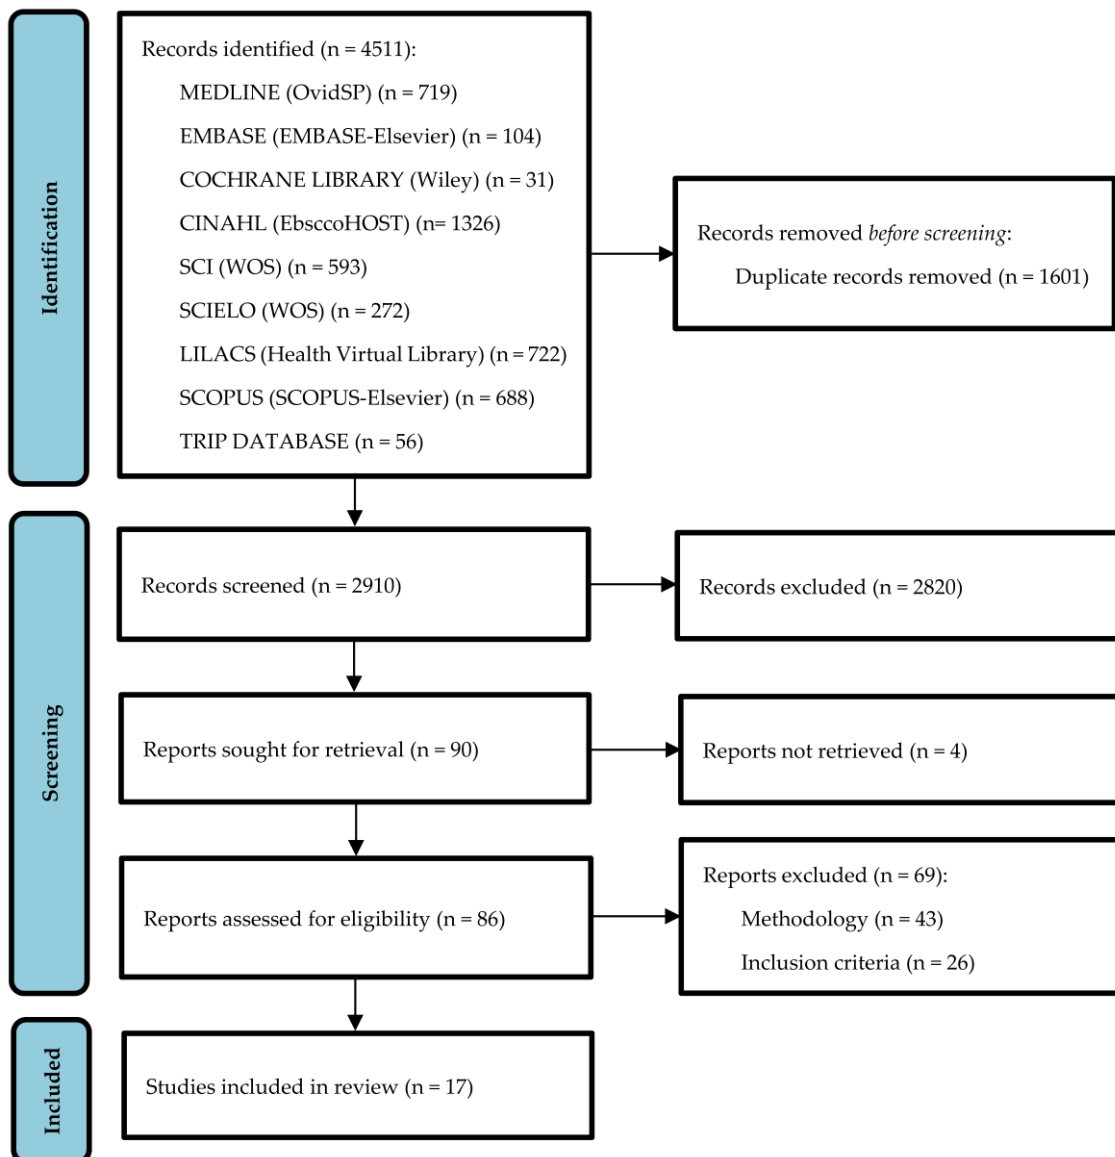 Identification
Records identified (n = 4511):
MEDLINE (OvidSP) (n = 719)
EMBASE (EMBASE-Elsevier) (n = 104)
COCHRANE LIBRARY (Wiley) (n = 31)
CINAHL (EbsccoHOST) (n= 1326)
SCI (WOS) (n = 593)
SCIELO (WOS) (n = 272)
LILACS (Health Virtual Library) (n = 722)
SCOPUS (SCOPUS-Elsevier) (n = 688)
TRIP DATABASE (n = 56)
Records removed before screening:
Duplicate records removed (n = 1601)
Screening
Records screened (n = 2910)
Records excluded (n = 2820)
Reports sought for retrieval (n = 90)
Reports not retrieved (n = 4)
Reports assessed for eligibility (n = 86)
Reports excluded (n = 69):
Methodology (n = 43)
Inclusion criteria (n = 26)
Included
Studies included in review (n = 17)